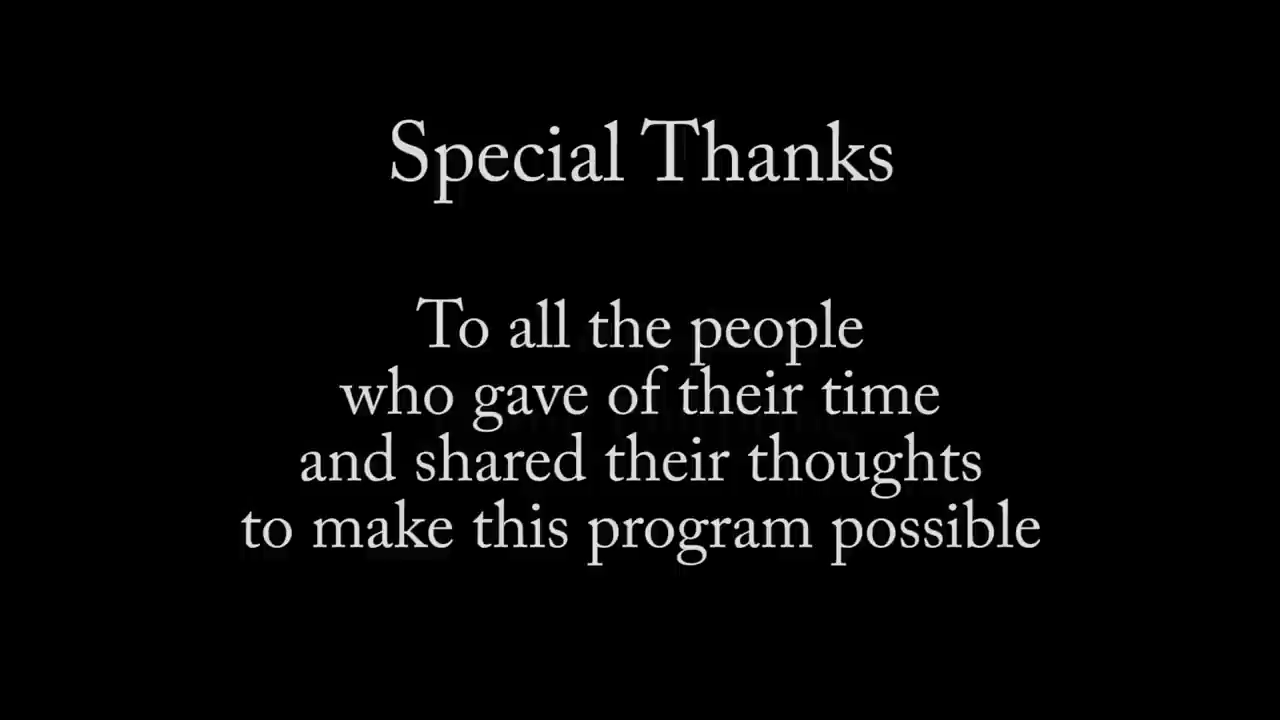 Special Thanks
To all the people
who gave of their time
and shared their thoughts
to make this program possible